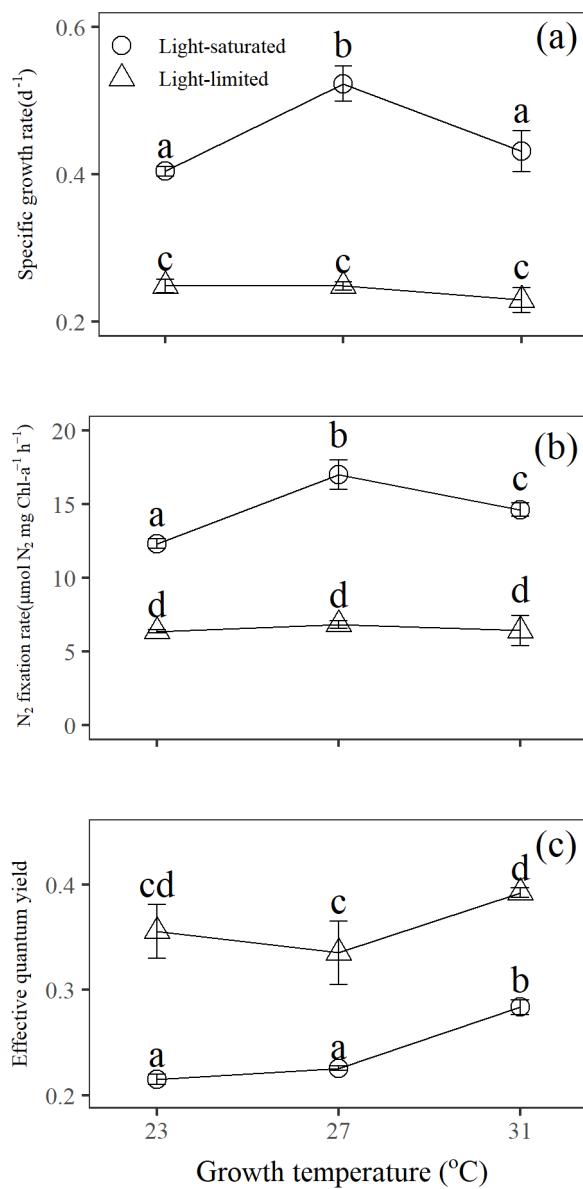 Specific growth rate(d⁻¹)
0.6
0.4
0.2
Light-saturated
Light-limited
(a)
a
b
a
c
c
c
N₂ fixation rate(μmol N₂ mg Chl-a⁻¹ h⁻¹)
20
15
10
5
0
(b)
a
b
c
d
d
d
Effective quantum yield
0.4
0.3
0.2
(c)
cd
c
d
a
a
b
23 27 31
Growth temperature (°C)